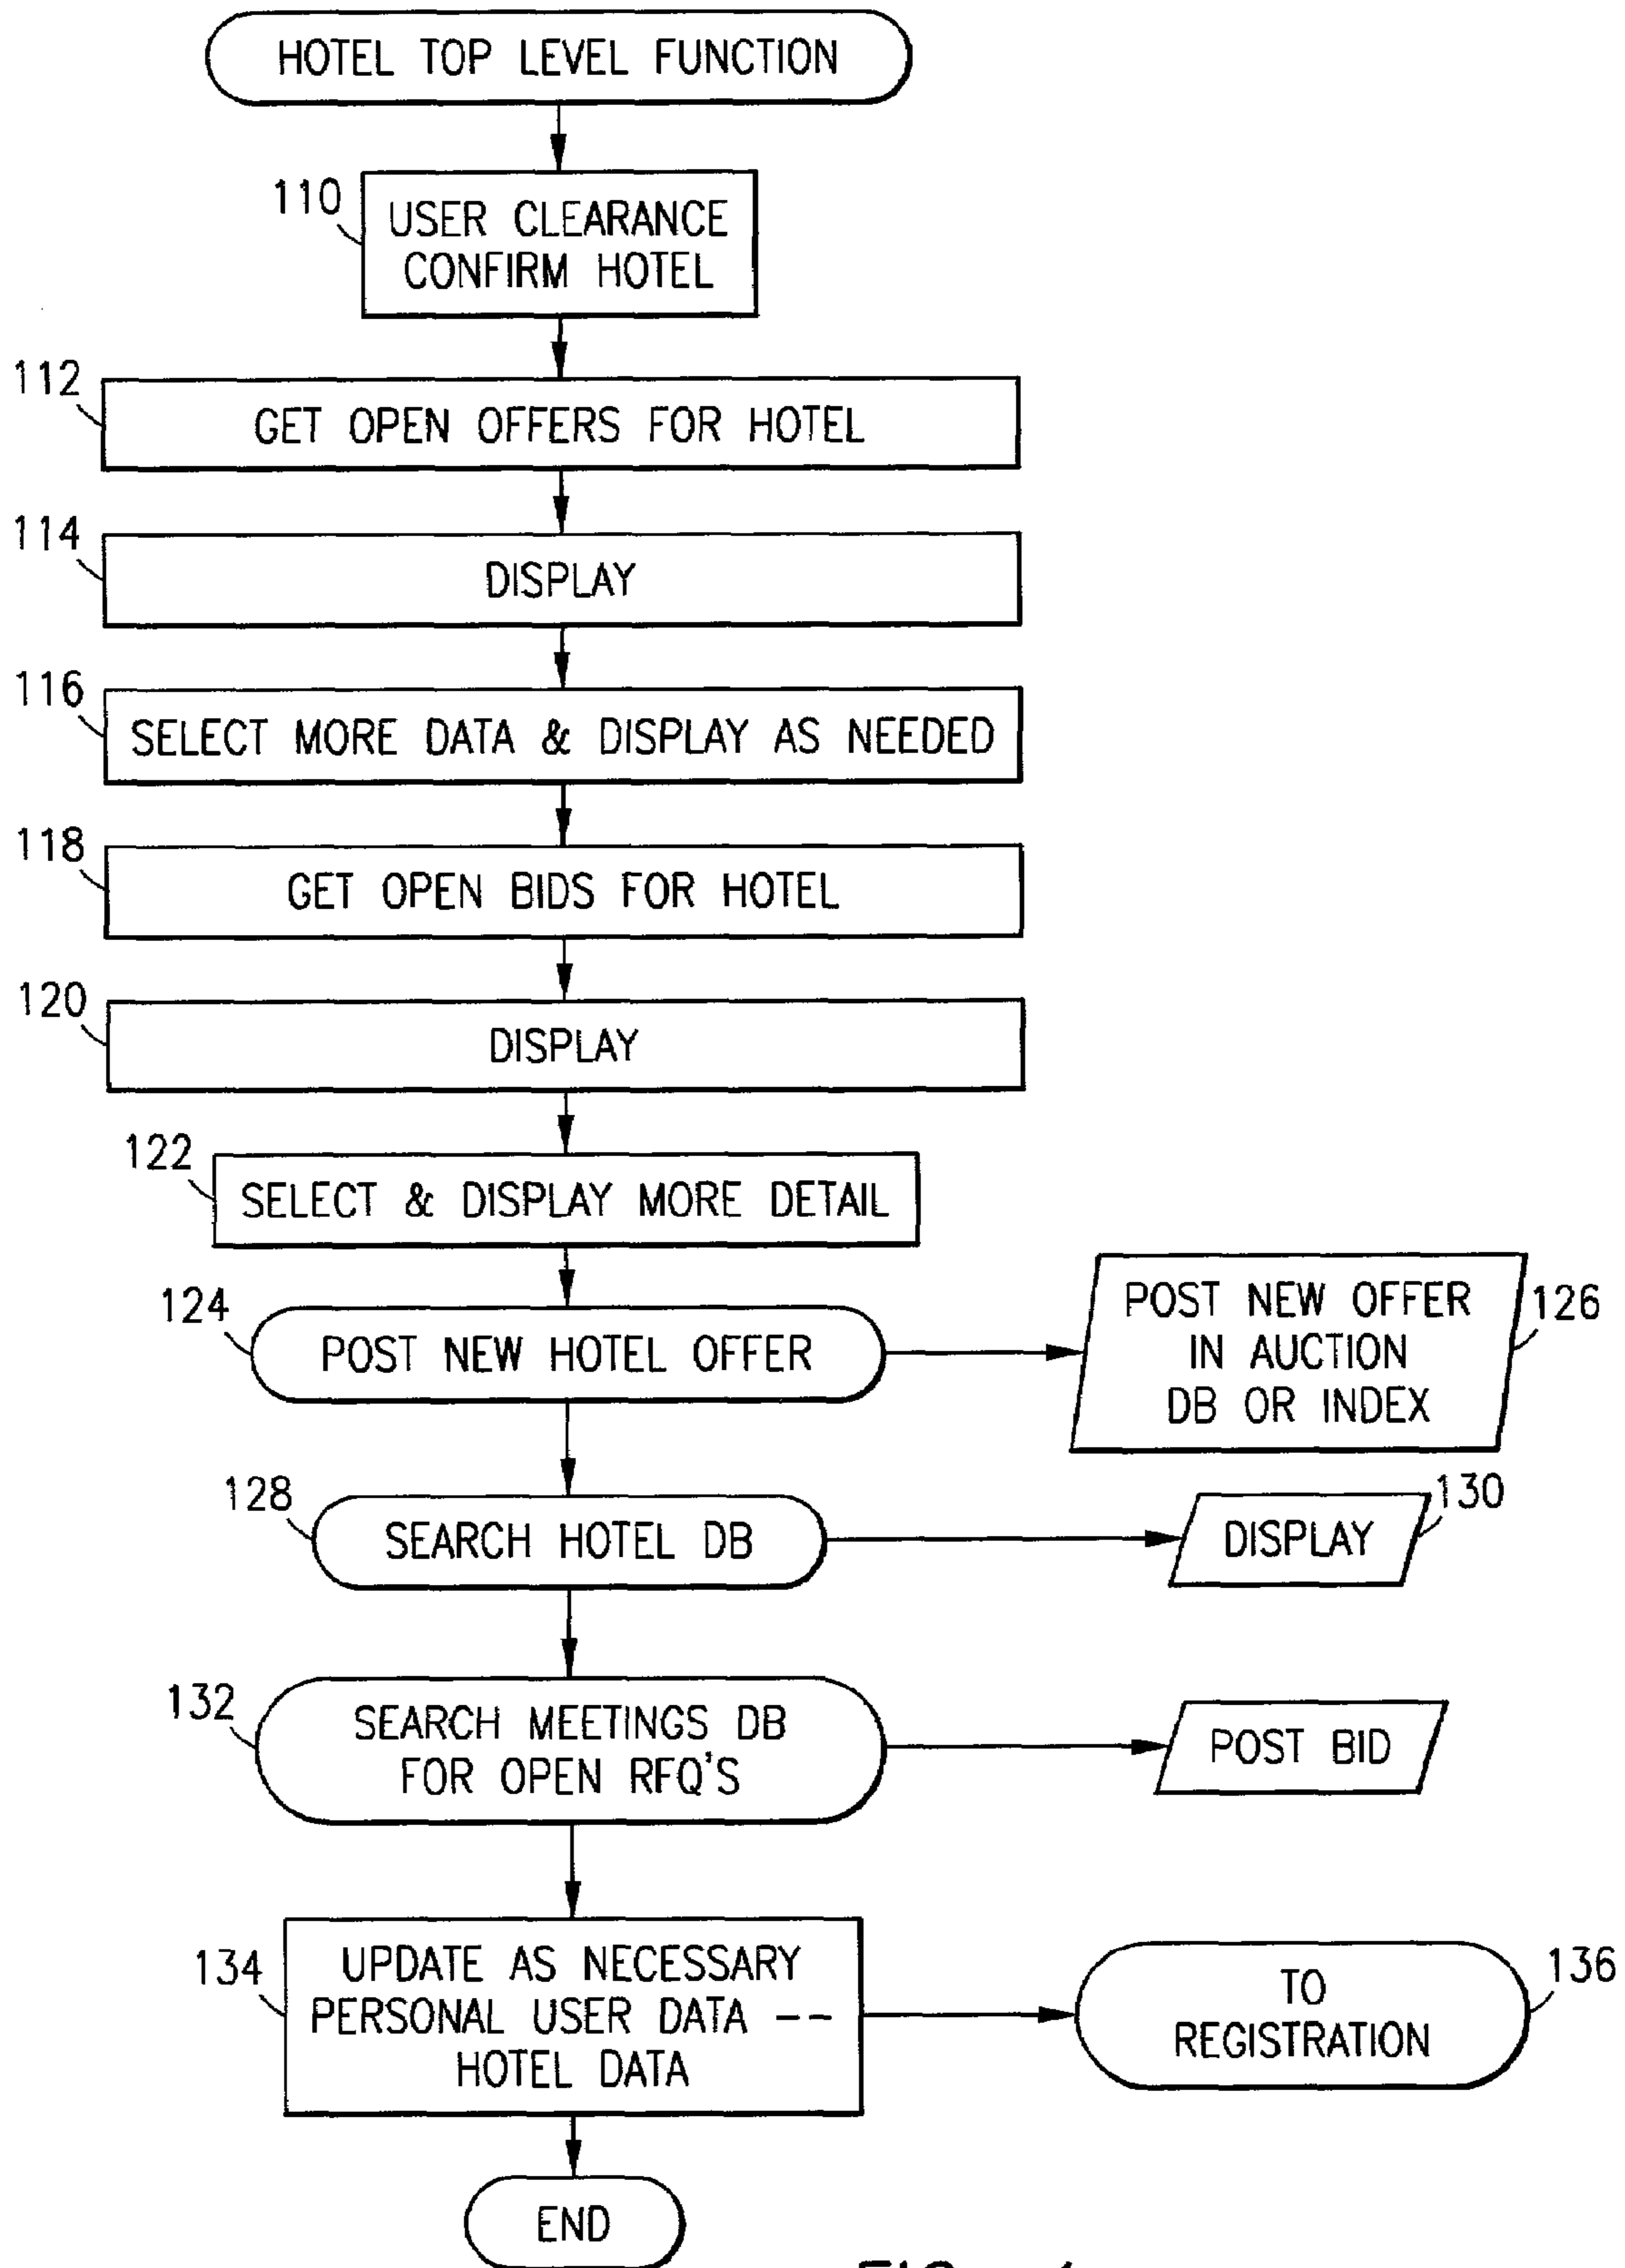 HOTEL TOP LEVEL FUNCTION
110
USER CLEARANCE
CONFIRM HOTEL
112
GET OPEN OFFERS FOR HOTEL
114
DISPLAY
116
SELECT MORE DATA & DISPLAY AS NEEDED
118
GET OPEN BIDS FOR HOTEL
120
DISPLAY
122
SELECT & DISPLAY MORE DETAIL
124
POST NEW HOTEL OFFER
POST NEW OFFER
IN AUCTION
DB OR INDEX
126
128
SEARCH HOTEL DB
DISPLAY
130
132
SEARCH MEETINGS DB
FOR OPEN RFQ'S
POST BID
134
UPDATE AS NECESSARY
PERSONAL USER DATA --
HOTEL DATA
TO
REGISTRATION
136
END